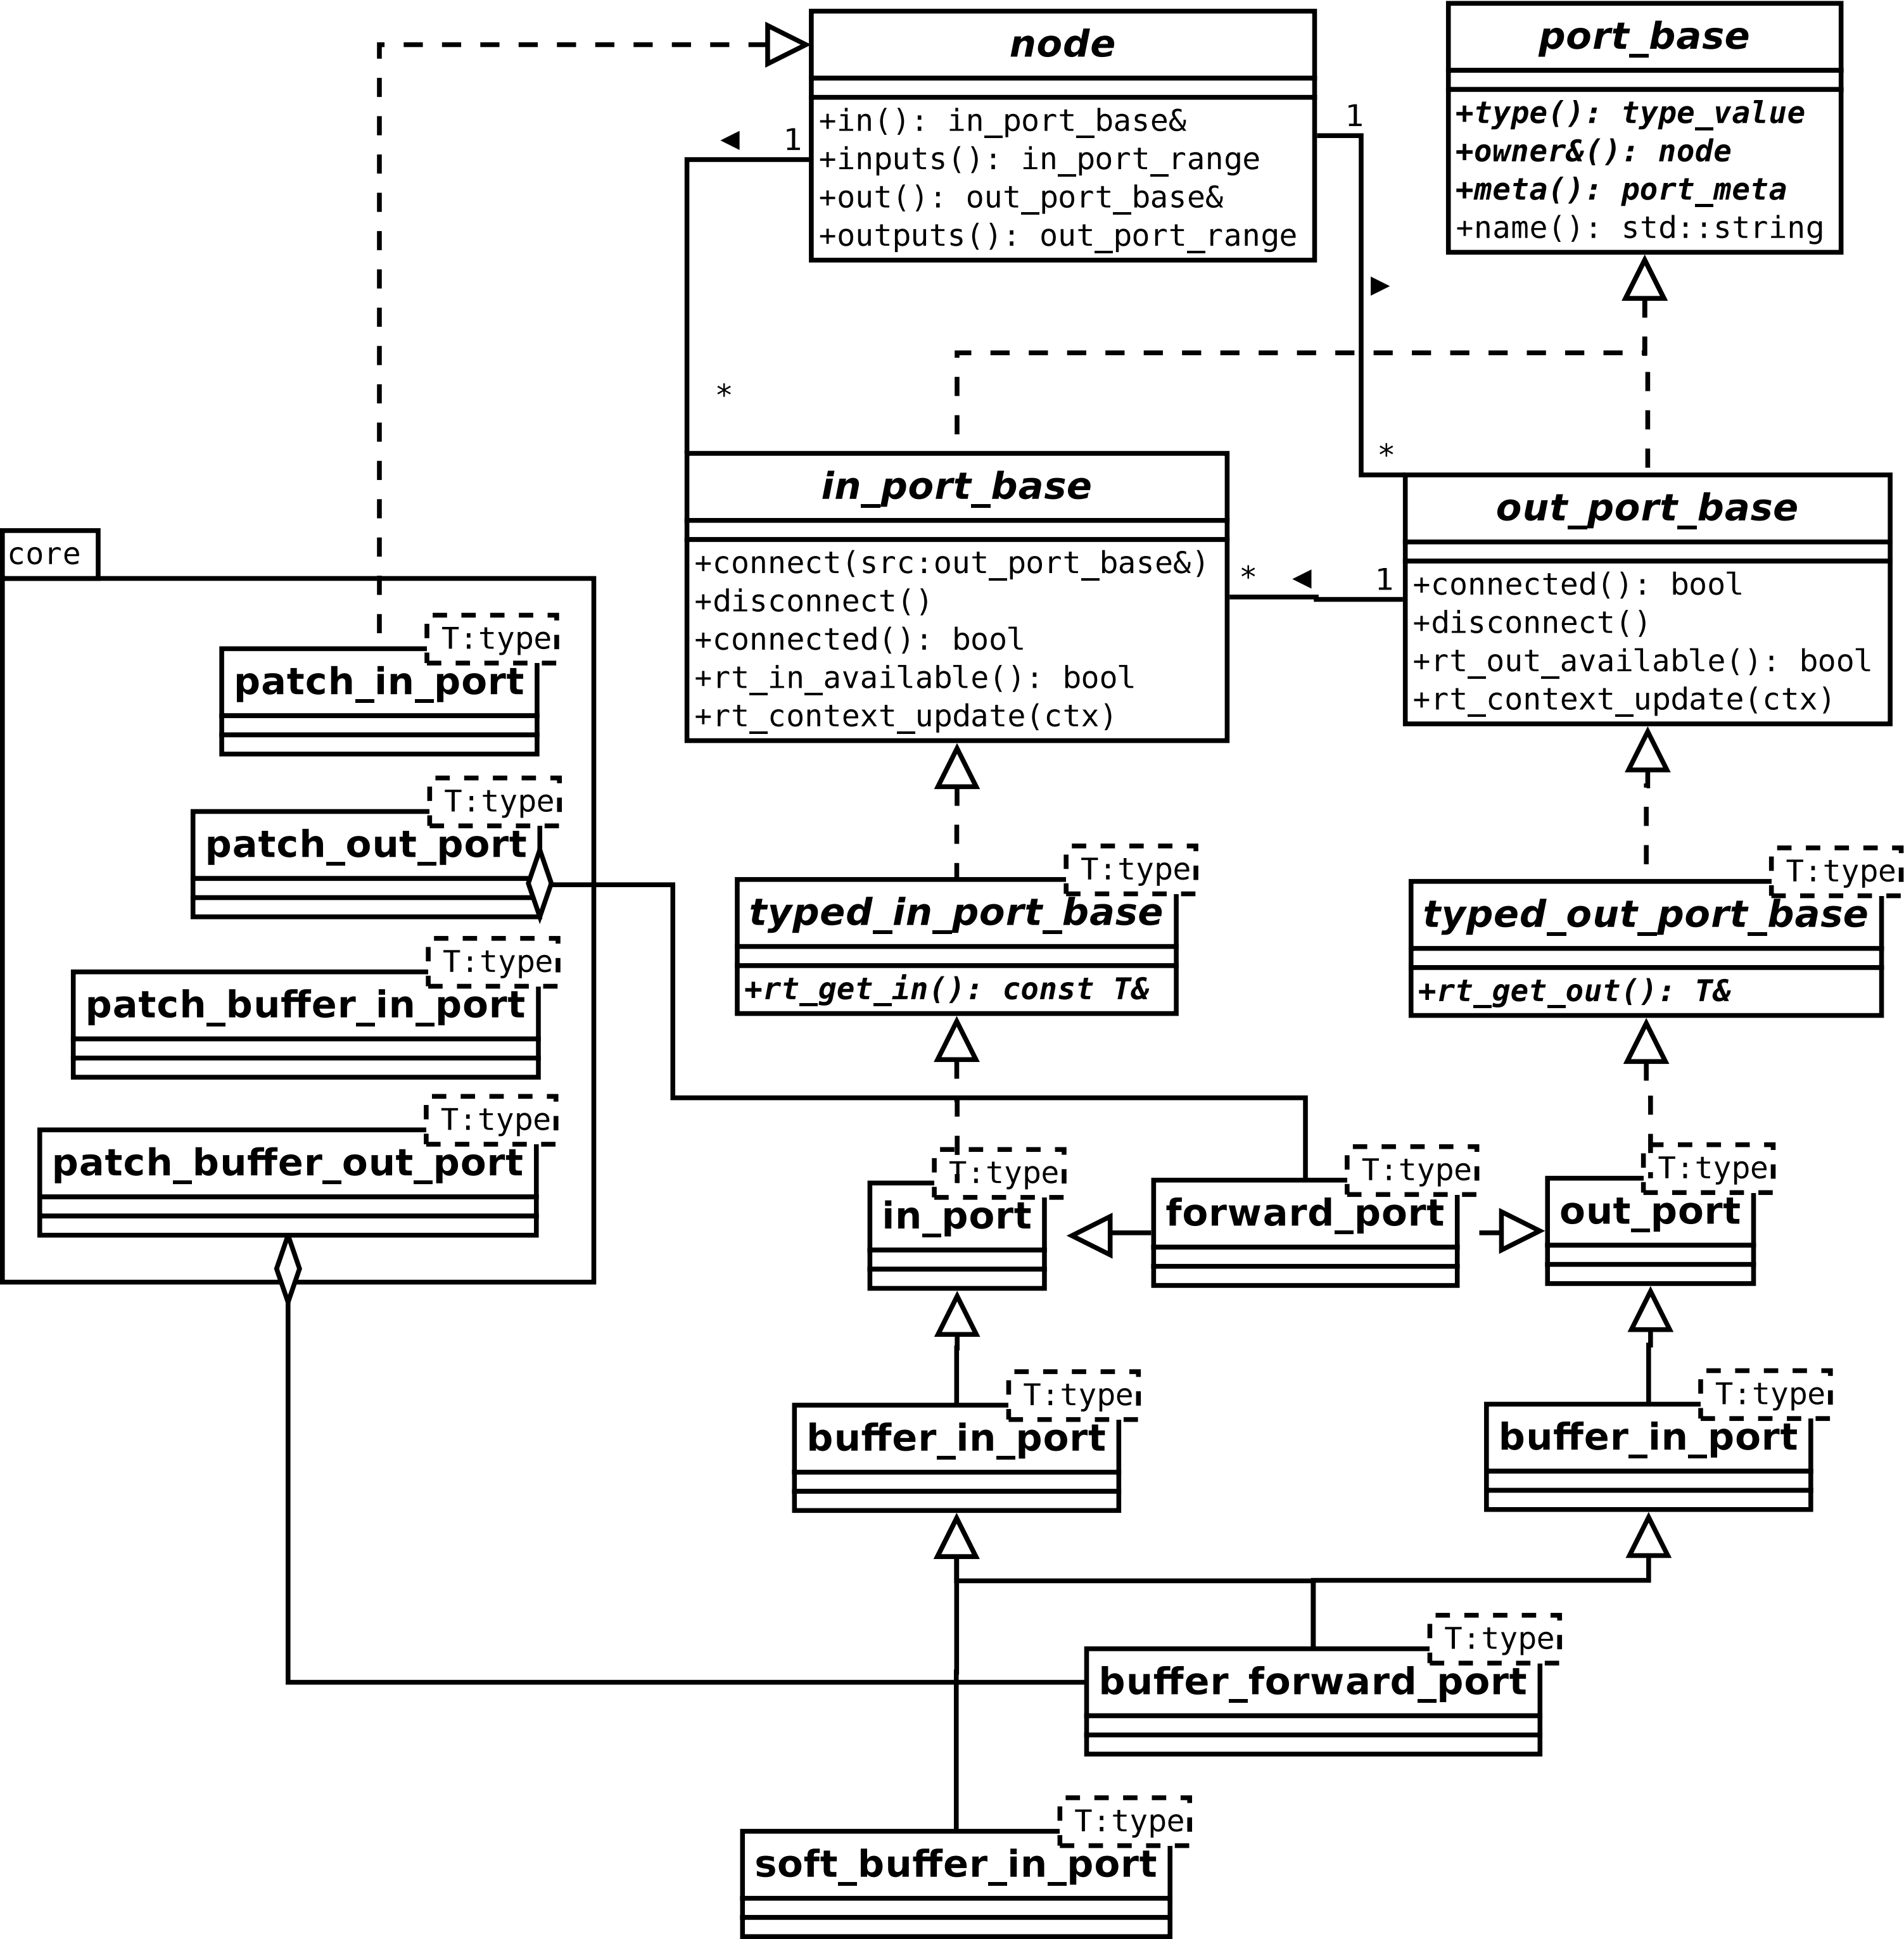 node
+in(): in_port_base&
+inputs(): in_port_range
+out(): out_port_base&
+outputs(): out_port_range
port_base
+type(): type_value
+owner&(): node
+meta(): port_meta
+name(): std::string
1
1
*
*
in_port_base
+connect(src:out_port_base&)
+disconnect()
+connected(): bool
+rt_in_available(): bool
+rt_context_update(ctx)
*
1
out_port_base
+connected(): bool
+disconnect()
+rt_out_available(): bool
+rt_context_update(ctx)
core
T:type
patch_in_port
T:type
patch_out_port
T:type
patch_buffer_in_port
T:type
patch_buffer_out_port
T:type
typed_in_port_base
+rt_get_in(): const T&
T:type
typed_out_port_base
+rt_get_out(): T&
T:type
in_port
T:type
forward_port
T:type
out_port
T:type
buffer_in_port
T:type
buffer_in_port
T:type
buffer_forward_port
T:type
soft_buffer_in_port